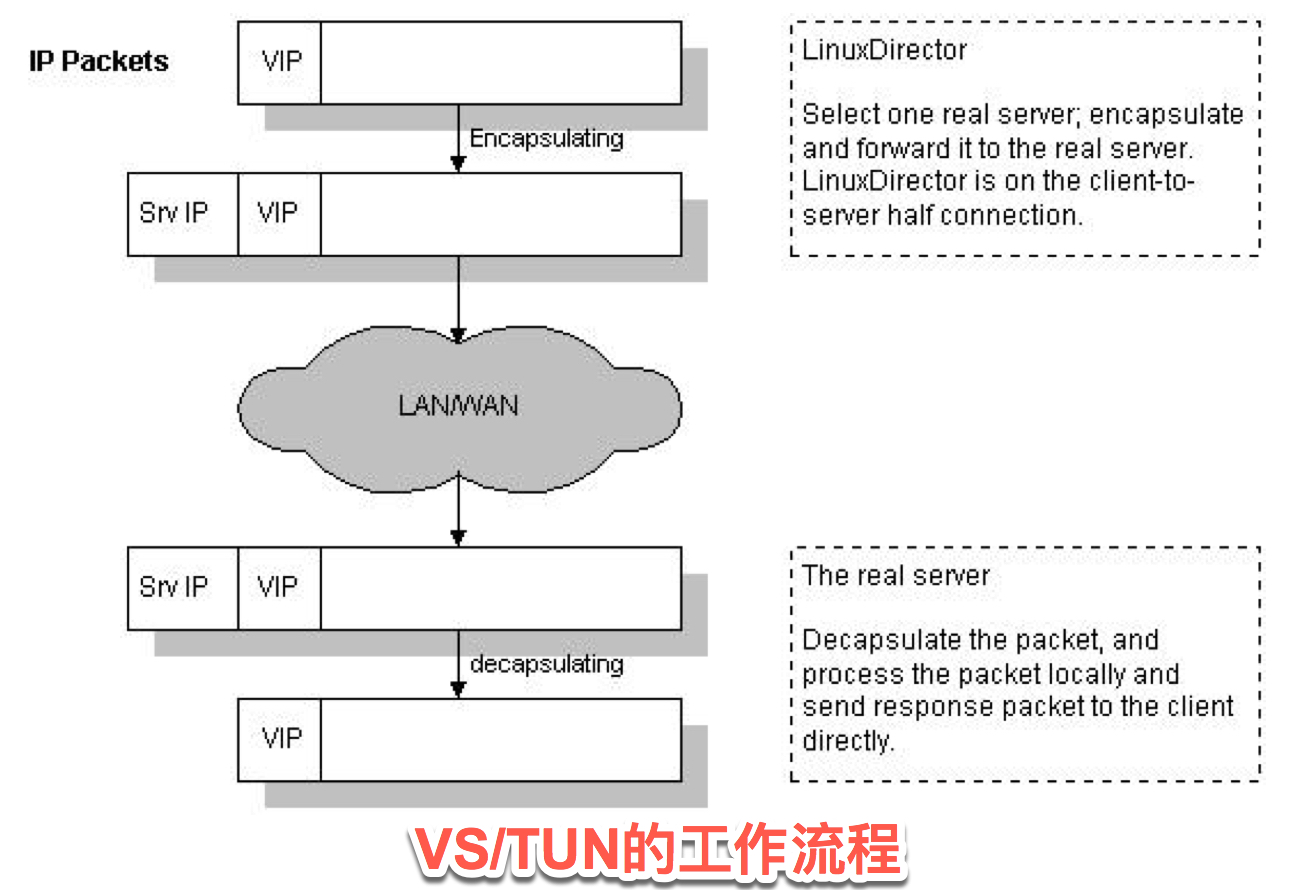 IP Packets
VIP
Encapsulating
Srv IP
VIP
LAN/WAN
Srv IP
VIP
decapsulating
VIP
LinuxDirector
Select one real server; encapsulate
and forward it to the real server.
LinuxDirector is on the client-to-
server half connection.
The real server
Decapsulate the packet, and
process the packet locally and
send response packet to the client
directly.
VS/TUN的工作流程